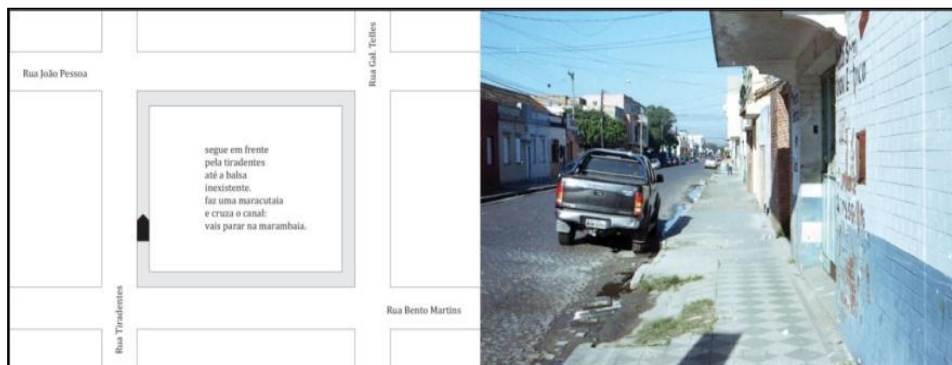 Rua João Pessoa
Rua Gal. Telles
segue em frente
pela tiradentes
até a balsa
inexistente.
faz uma maracutaia
e cruza o canal:
vais parar na marambaia.
Rua Tiradentes
Rua Bento Martins